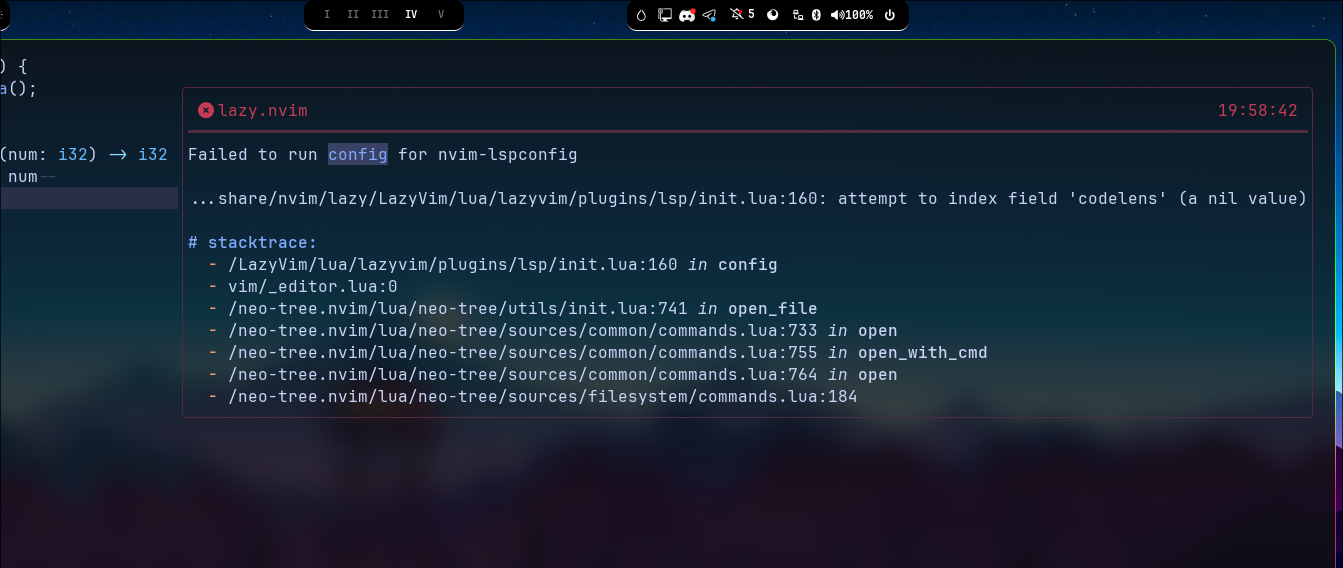 I II III IV V
5 100%
) {
a();
lazy.nvim 19:58:42
(num: i32) -> i32
Failed to run config for nvim-lspconfig
num--
...share/nvim/lazy/LazyVim/lua/lazyvim/plugins/lsp/init.lua:160: attempt to index field 'codelens' (a nil value)
# stacktrace:
- /LazyVim/lua/lazyvim/plugins/lsp/init.lua:160 in config
- vim/_editor.lua:0
- /neo-tree.nvim/lua/neo-tree/utils/init.lua:741 in open_file
- /neo-tree.nvim/lua/neo-tree/sources/common/commands.lua:733 in open
- /neo-tree.nvim/lua/neo-tree/sources/common/commands.lua:755 in open_with_cmd
- /neo-tree.nvim/lua/neo-tree/sources/common/commands.lua:764 in open
- /neo-tree.nvim/lua/neo-tree/sources/filesystem/commands.lua:184